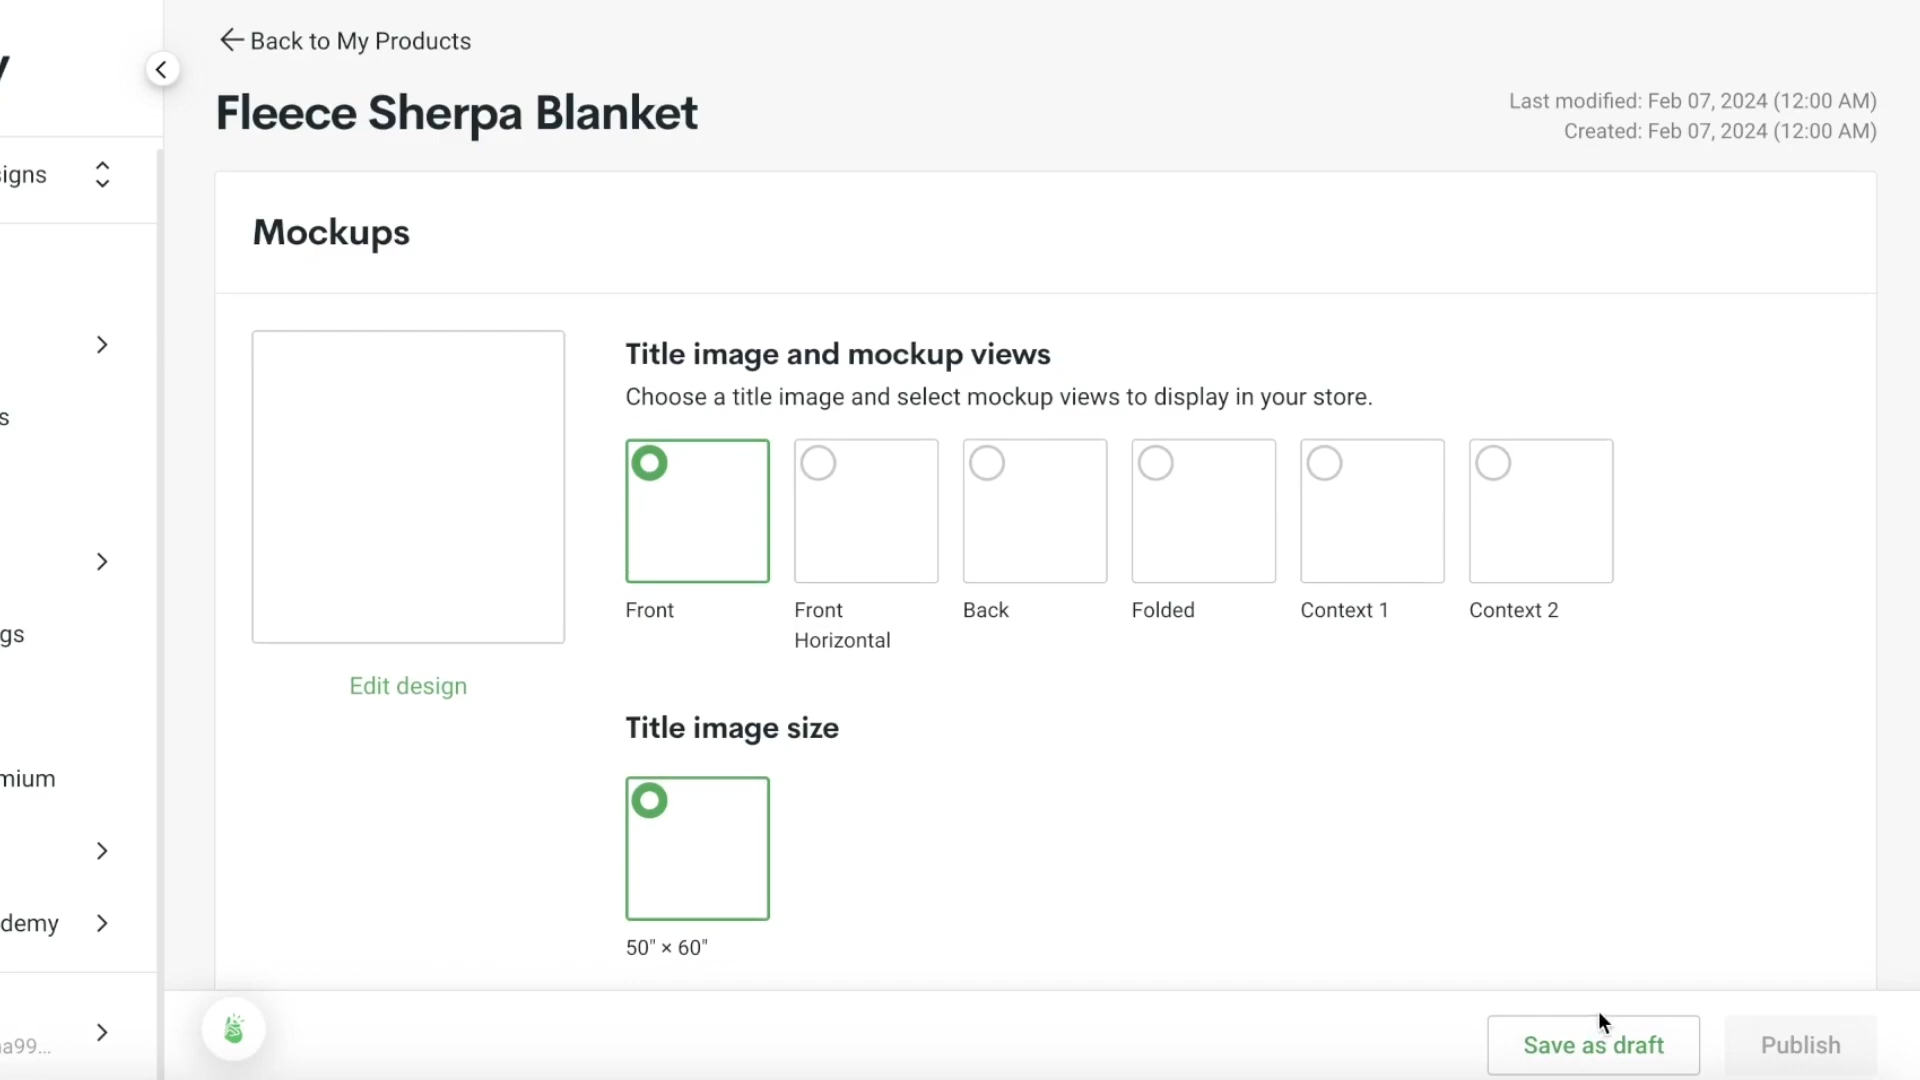 Back to My Products
Fleece Sherpa Blanket
Last modified: Feb 07, 2024 (12:00 AM)
Created: Feb 07, 2024 (12:00 AM)
igns
s
gs
mium
demy
a99...
Mockups
Edit design
Title image and mockup views
Choose a title image and select mockup views to display in your store.
Front
Front
Horizontal
Back
Folded
Context 1
Context 2
Title image size
50" × 60"
Save as draft
Publish